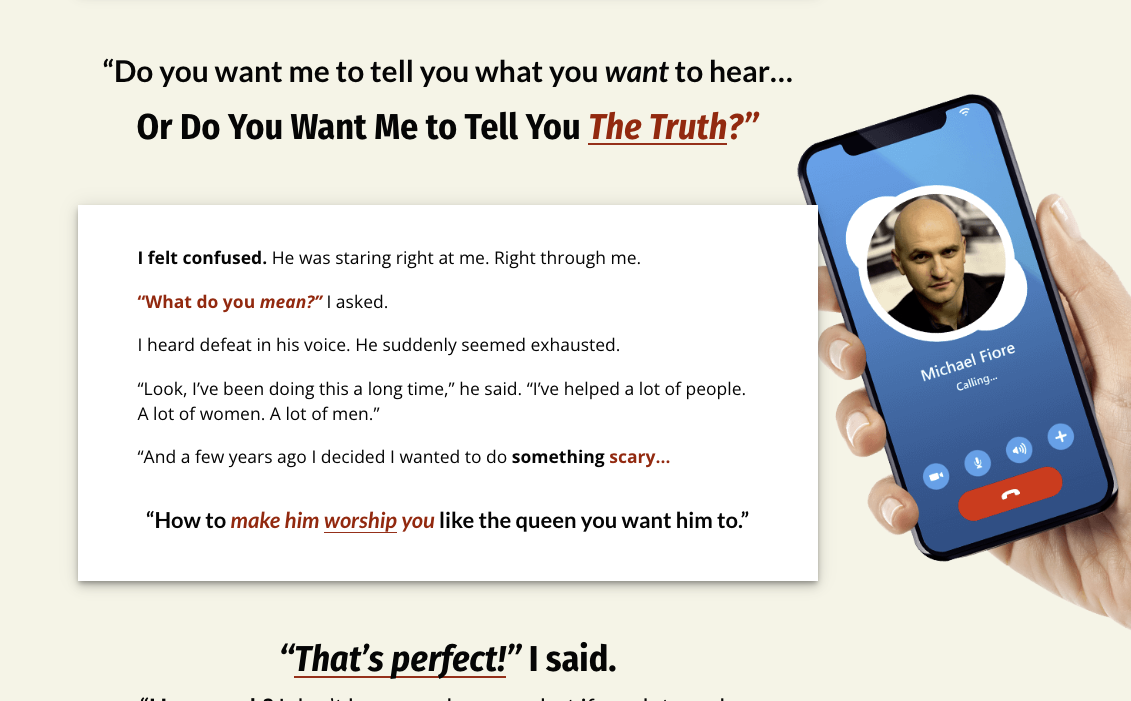 “Do you want me to tell you what you want to hear...
Or Do You Want Me to Tell You The Truth?”
I felt confused. He was staring right at me. Right through me.
“What do you mean?” I asked.
I heard defeat in his voice. He suddenly seemed exhausted.
“Look, I’ve been doing this a long time,” he said. “I’ve helped a lot of people.
A lot of women. A lot of men.”
“And a few years ago I decided I wanted to do something scary...
“How to make him worship you like the queen you want him to.”
Michael Fiore
Calling...
“That’s perfect!” I said.